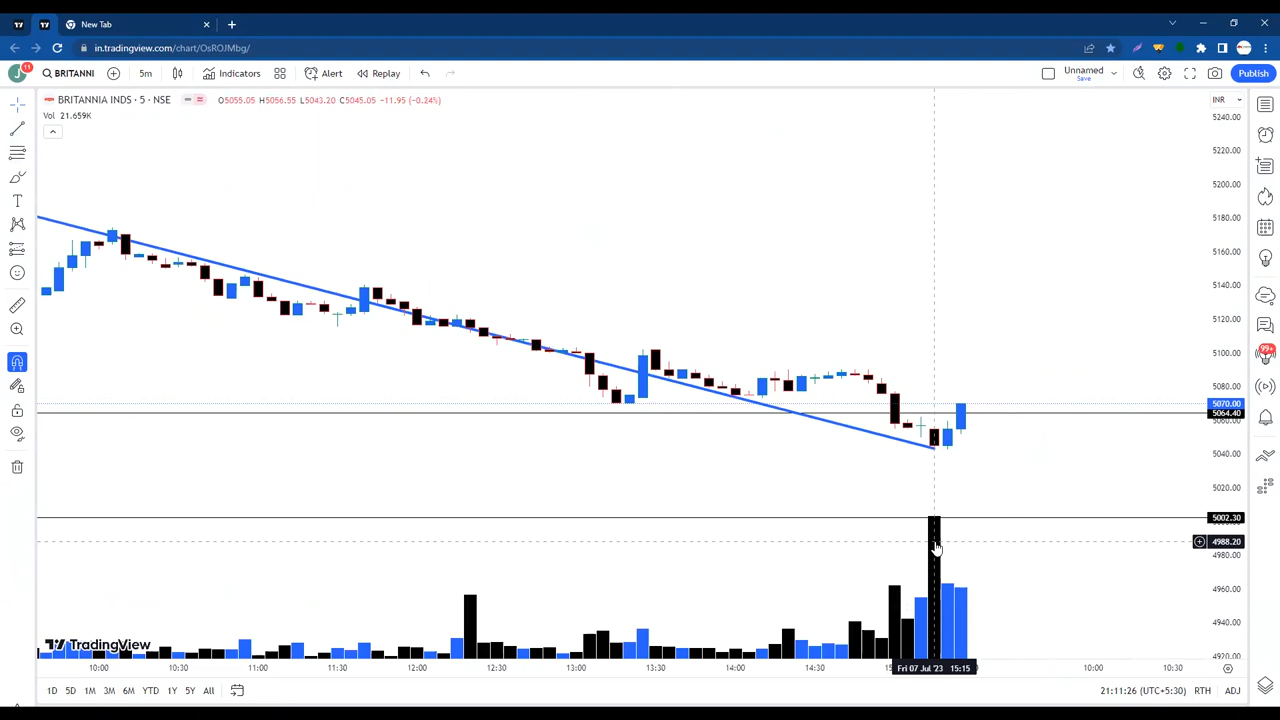 New Tab
in.tradingview.com/chart/OsROJMbg/
J 11 BRITANNI 5m Indicators Alert Replay Unnamed Save Publish
BRITANNIA INDS · 5 · NSE O5055.05 H5056.55 L5043.20 C5045.05 −11.95 (−0.24%) INR
Vol 21.659K
5240.00
5220.00
5200.00
5180.00
5160.00
5140.00
5120.00
5100.00
5080.00
5070.00
5064.40
5060.00
5040.00
5020.00
5002.30
4988.20
4980.00
4960.00
4940.00
4920.00
99+
TradingView
10:00 10:30 11:00 11:30 12:00 12:30 13:00 13:30 14:00 14:30 Fri 07 Jul '23 15:15 10:00 10:30
1D 5D 1M 3M 6M YTD 1Y 5Y All 21:11:26 (UTC+5:30) RTH ADJ